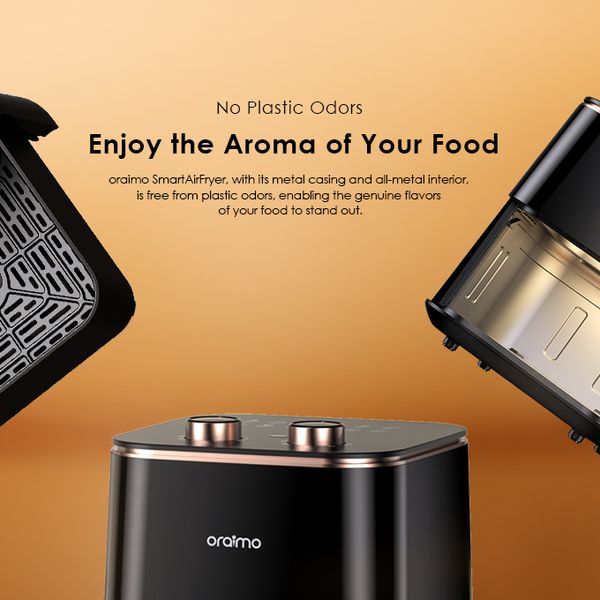 No Plastic Odors
Enjoy the Aroma of Your Food
oraimo SmartAirFryer, with its metal casing and all-metal interior,
is free from plastic odors, enabling the genuine flavors
of your food to stand out.
oraimo